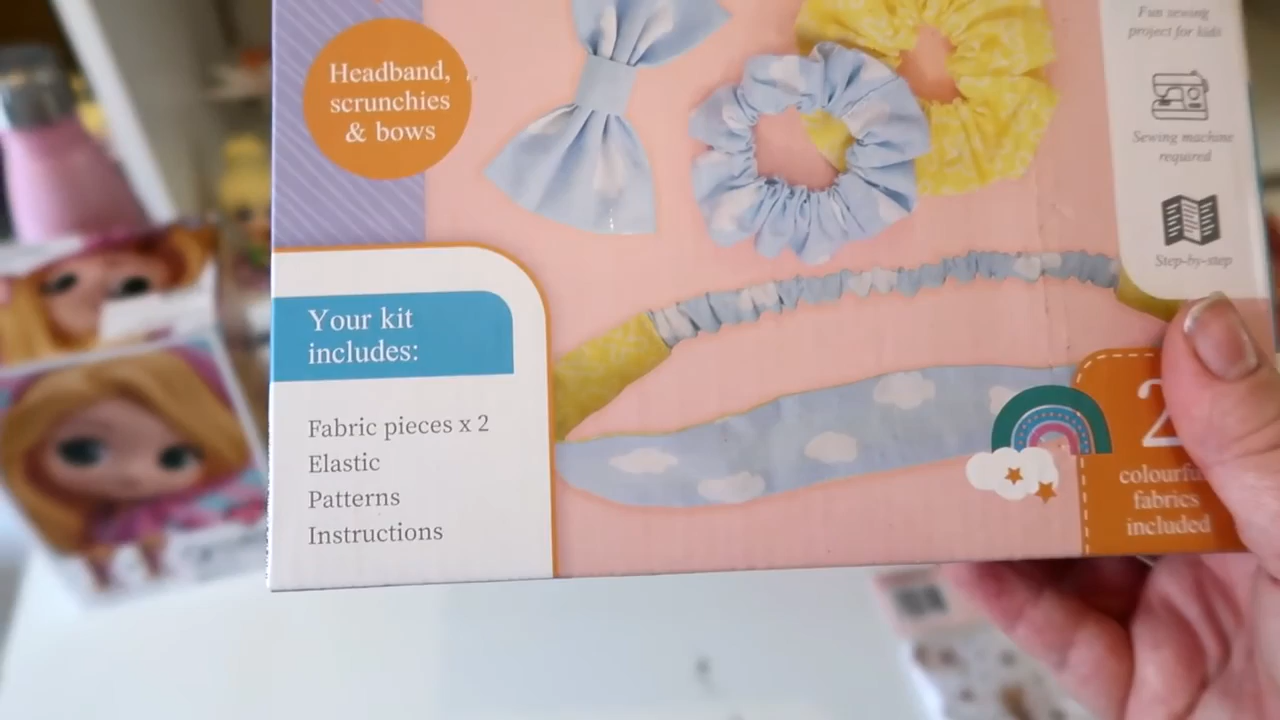 Headband,
scrunchies
& bows
Your kit
includes:
Fabric pieces x 2
Elastic
Patterns
Instructions
Fun sewing
project for kids
Sewing machine
required
Step-by-step
2
colourful
fabrics
included